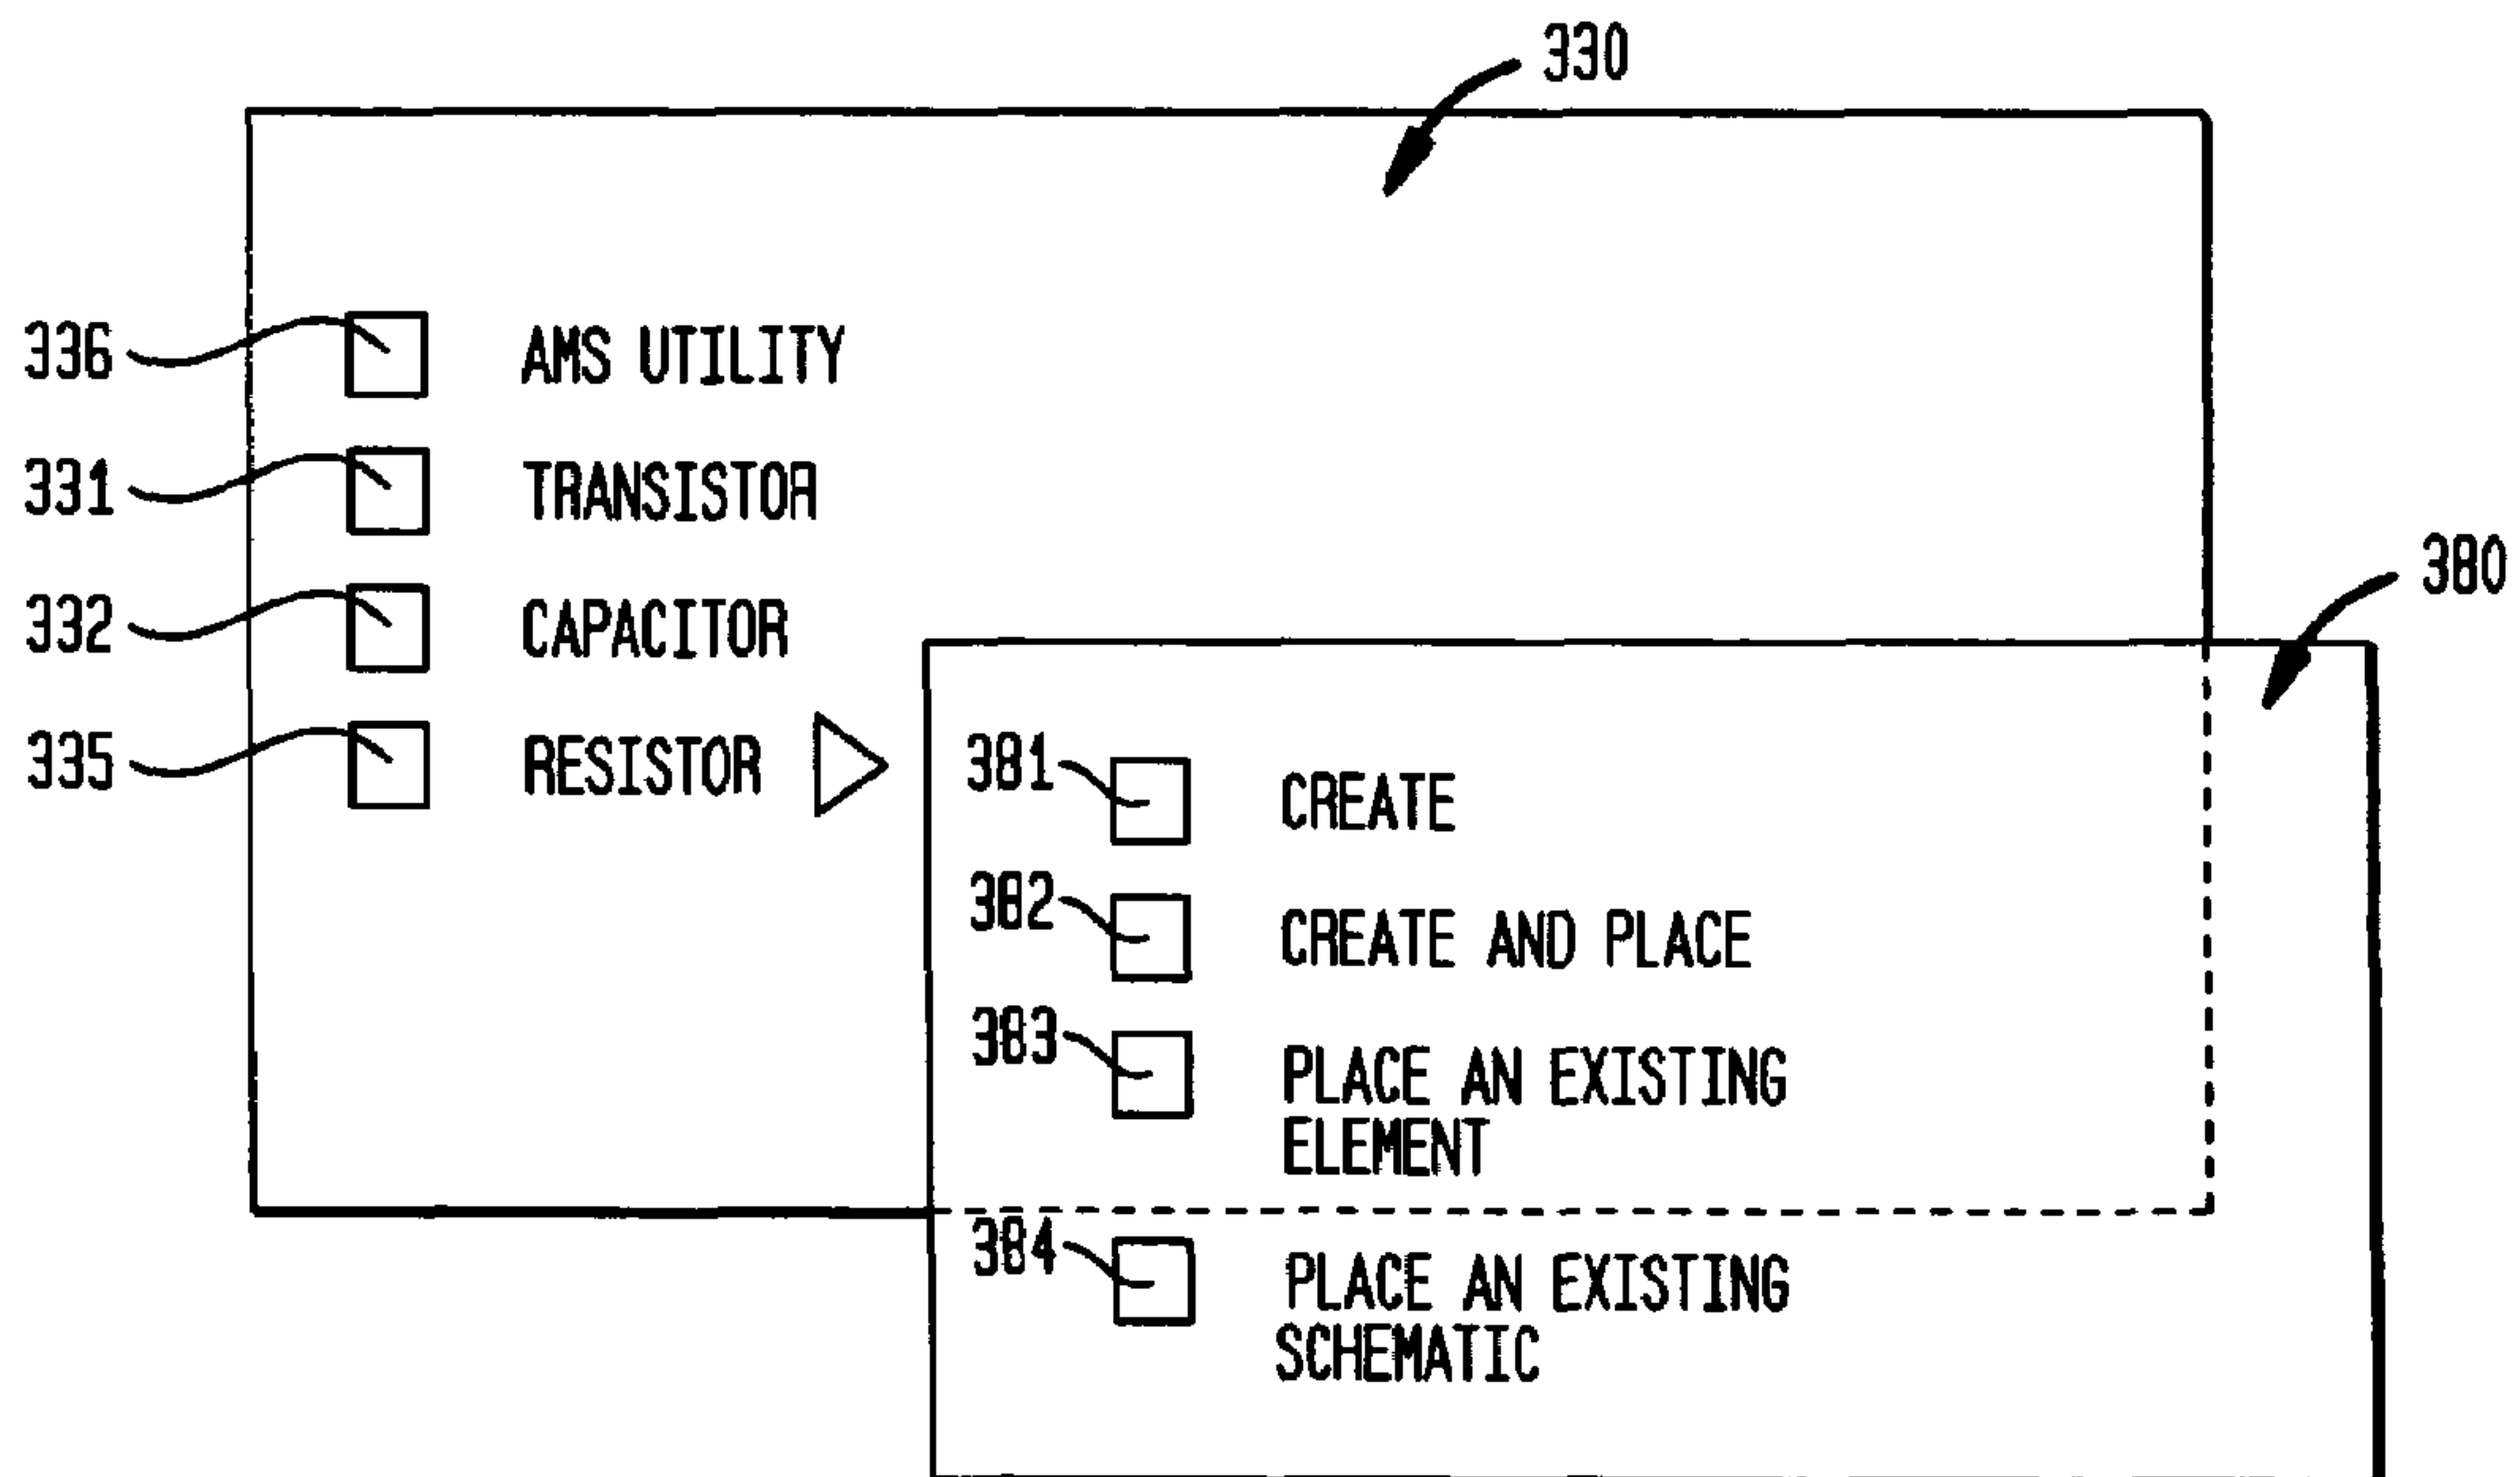 330
336 AMS UTILITY
331 TRANSISTOR
332 CAPACITOR
380
335 RESISTOR
381 CREATE
382 CREATE AND PLACE
383 PLACE AN EXISTING
ELEMENT
384 PLACE AN EXISTING
SCHEMATIC